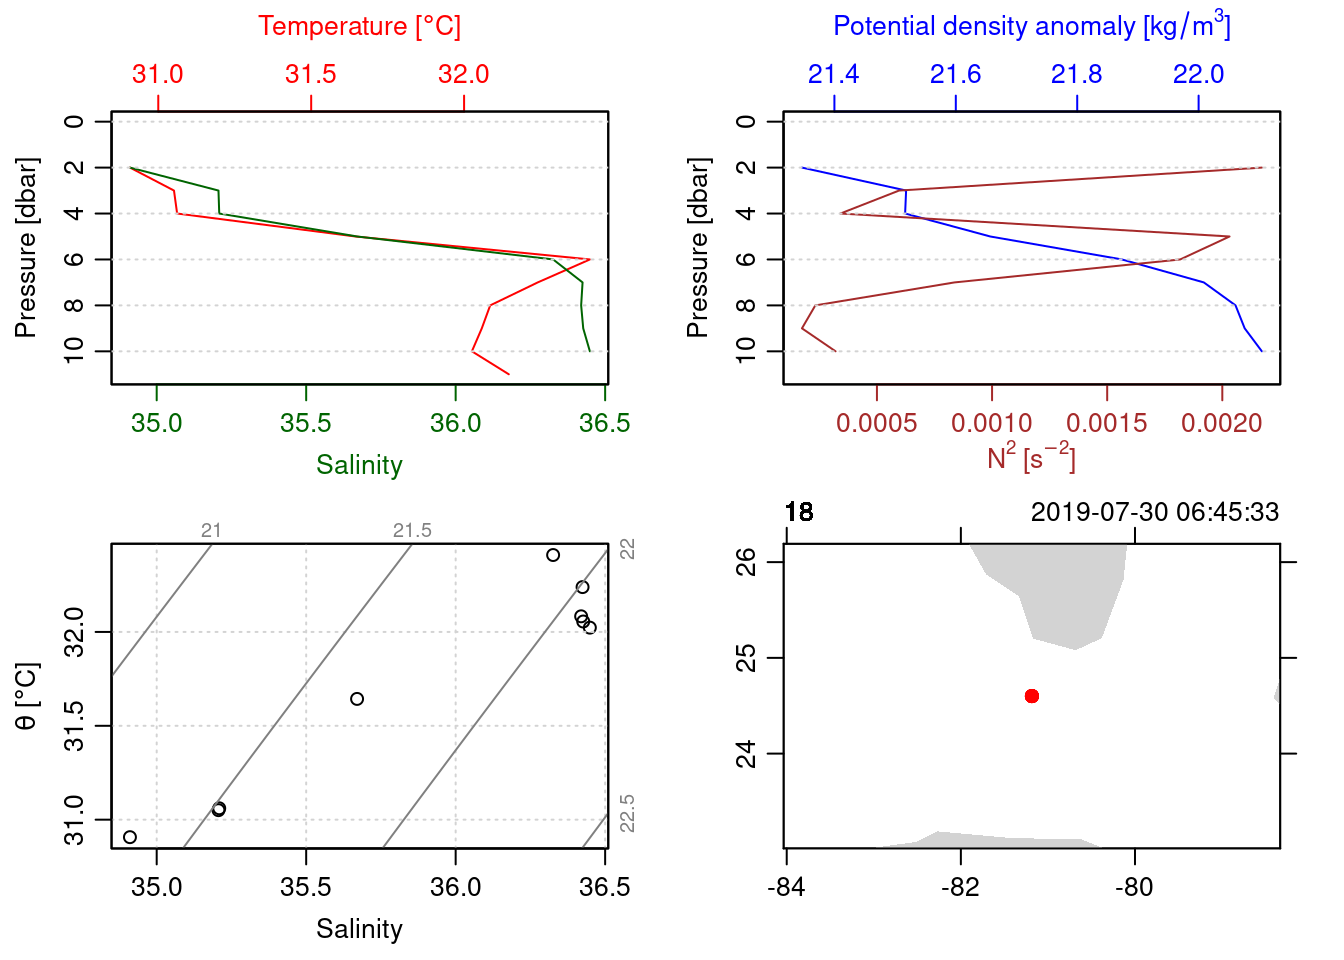 Temperature [°C]
31.0 31.5 32.0
Pressure [dbar]
0
2
4
6
8
10
35.0 35.5 36.0 36.5
Salinity
Potential density anomaly [kg/m³]
21.4 21.6 21.8 22.0
Pressure [dbar]
0
2
4
6
8
10
0.0005 0.0010 0.0015 0.0020
N² [s⁻²]
21 21.5
22
22.5
θ [°C]
32.0
31.5
31.0
35.0 35.5 36.0 36.5
Salinity
18 2019-07-30 06:45:33
26
25
24
-84 -82 -80